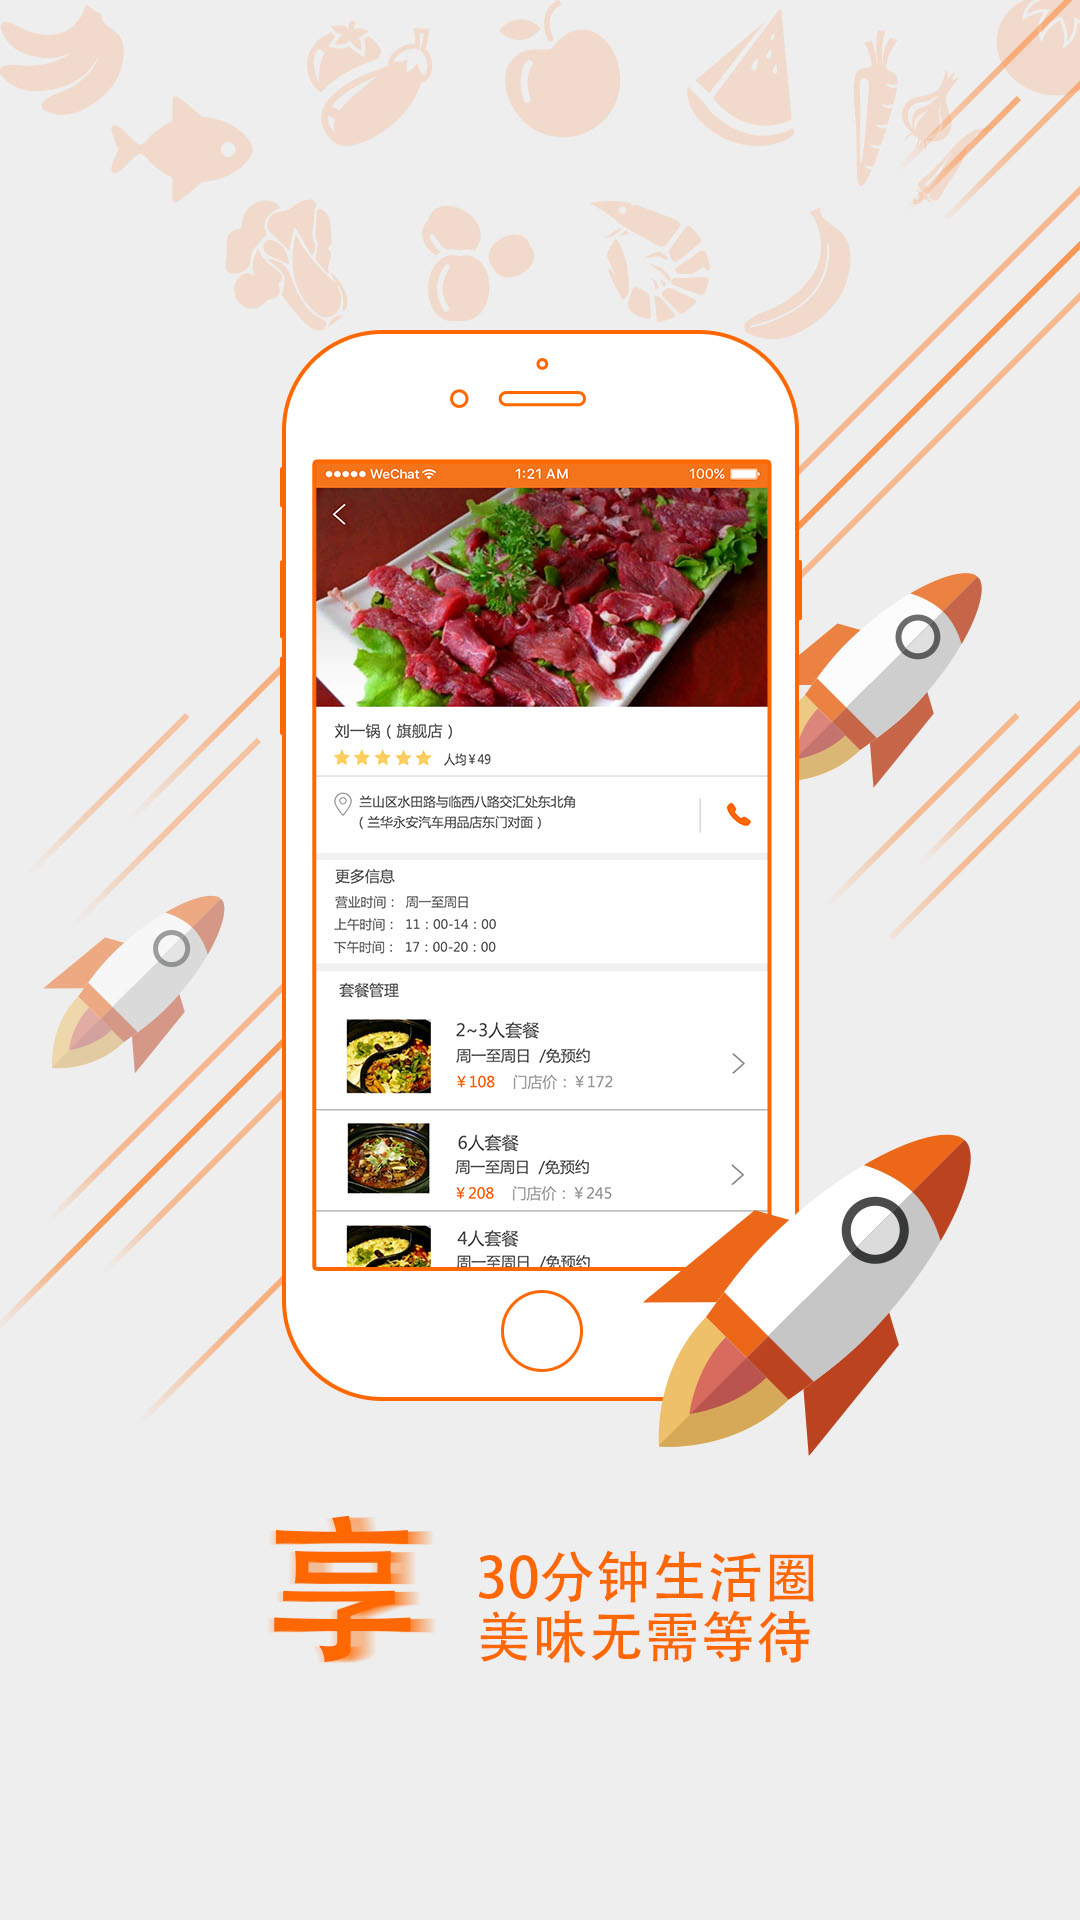 WeChat 1:21 AM 100%
刘一锅（旗舰店）
人均￥49
兰山区水田路与临西八路交汇处东北角
（兰华永安汽车用品店东门对面）
更多信息
营业时间： 周一至周日
上午时间： 11：00-14：00
下午时间： 17：00-20：00
套餐管理
2~3人套餐
周一至周日 /免预约
￥108 门店价：￥172
6人套餐
周一至周日 /免预约
￥208 门店价：￥245
4人套餐
周一至周日 /免预约
享
30分钟生活圈
美味无需等待